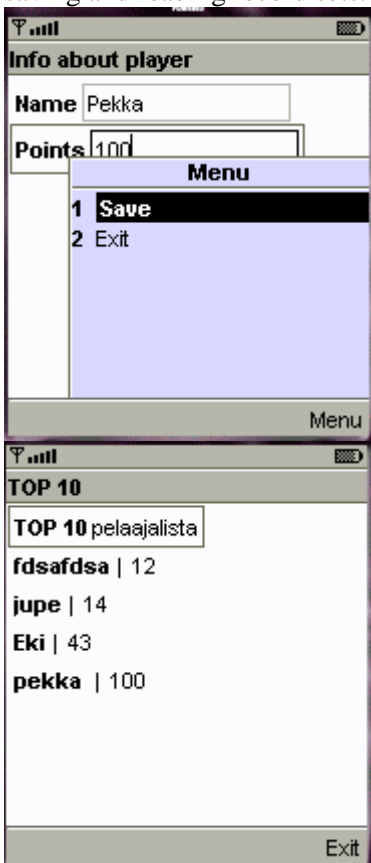 Info about player
Name Pekka
Points 100
Menu
1 Save
2 Exit
Menu
TOP 10
TOP 10 pelaajalista
fdsafdsa | 12
jupe | 14
Eki | 43
pekka | 100
Exit